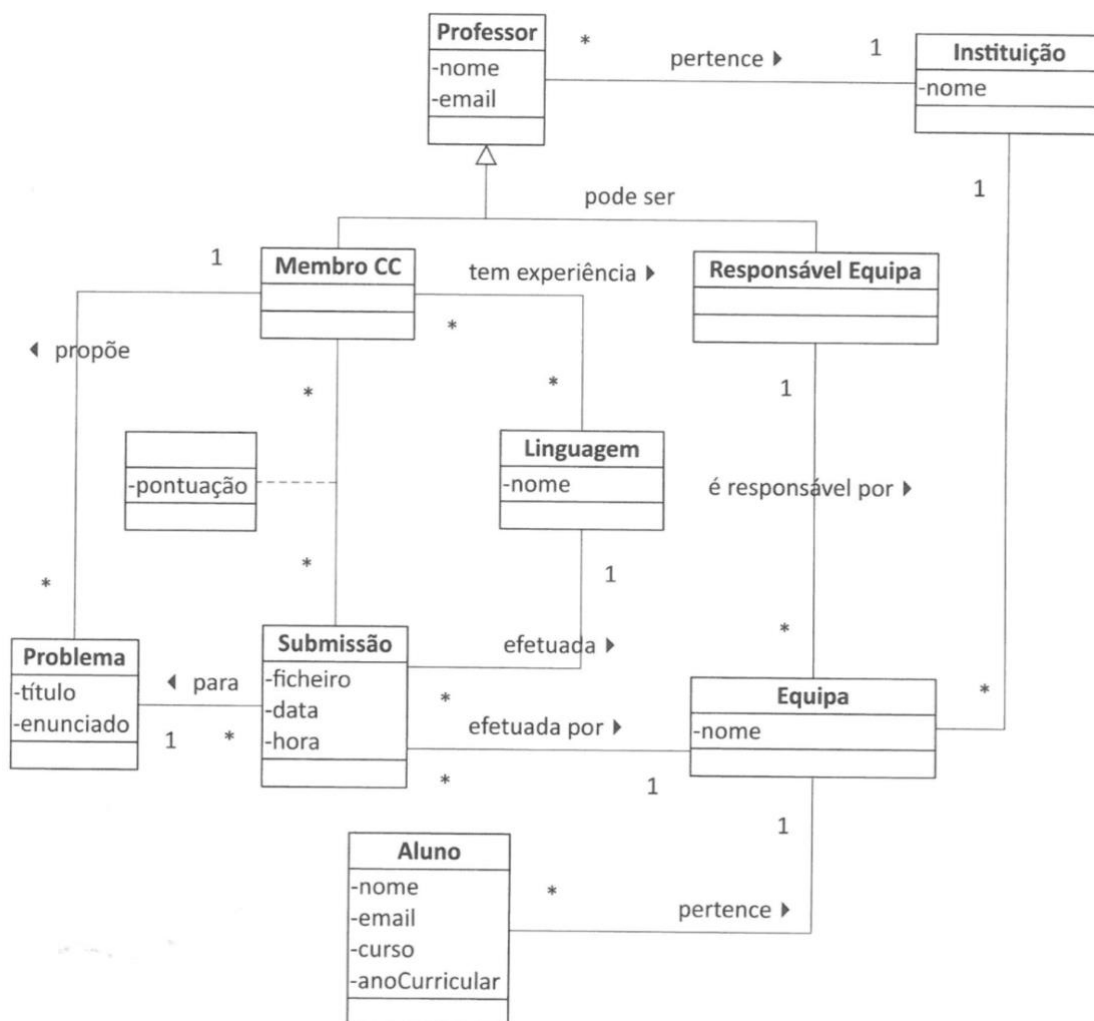 Professor
-nome
-email
* pertence ▶ 1
Instituição
-nome
1
pode ser
1
Membro CC
tem experiência ▶
Responsável Equipa
*
◀ propõe
*
*
1
Linguagem
-nome
-pontuação
é responsável por ▶
*
*
1
*
Problema
-título
-enunciado
◀ para
1 *
Submissão
-ficheiro
-data
-hora
efetuada ▶
*
efetuada por ▶
*
1
Equipa
-nome
*
1
Aluno
-nome
-email
-curso
-anoCurricular
*
pertence ▶